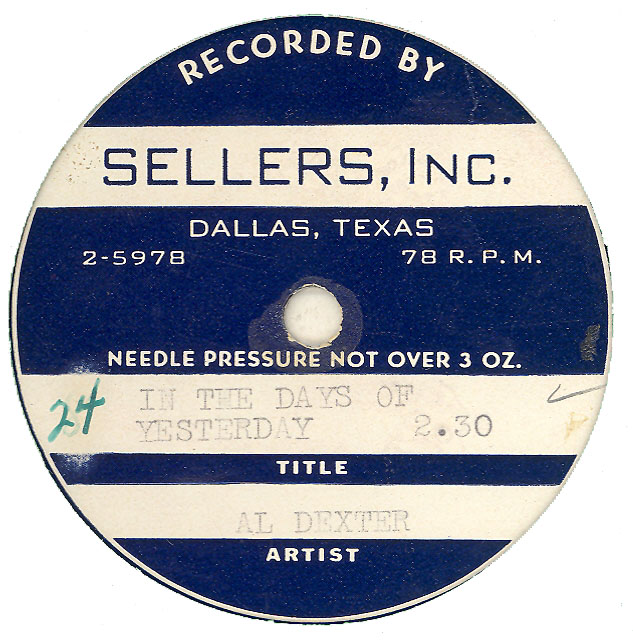 RECORDED BY
SELLERS, INC.
DALLAS, TEXAS
2-5978 78 R.P.M.
NEEDLE PRESSURE NOT OVER 3 OZ.
24
IN THE DAYS OF
YESTERDAY 2.30
TITLE
AL DEXTER
ARTIST